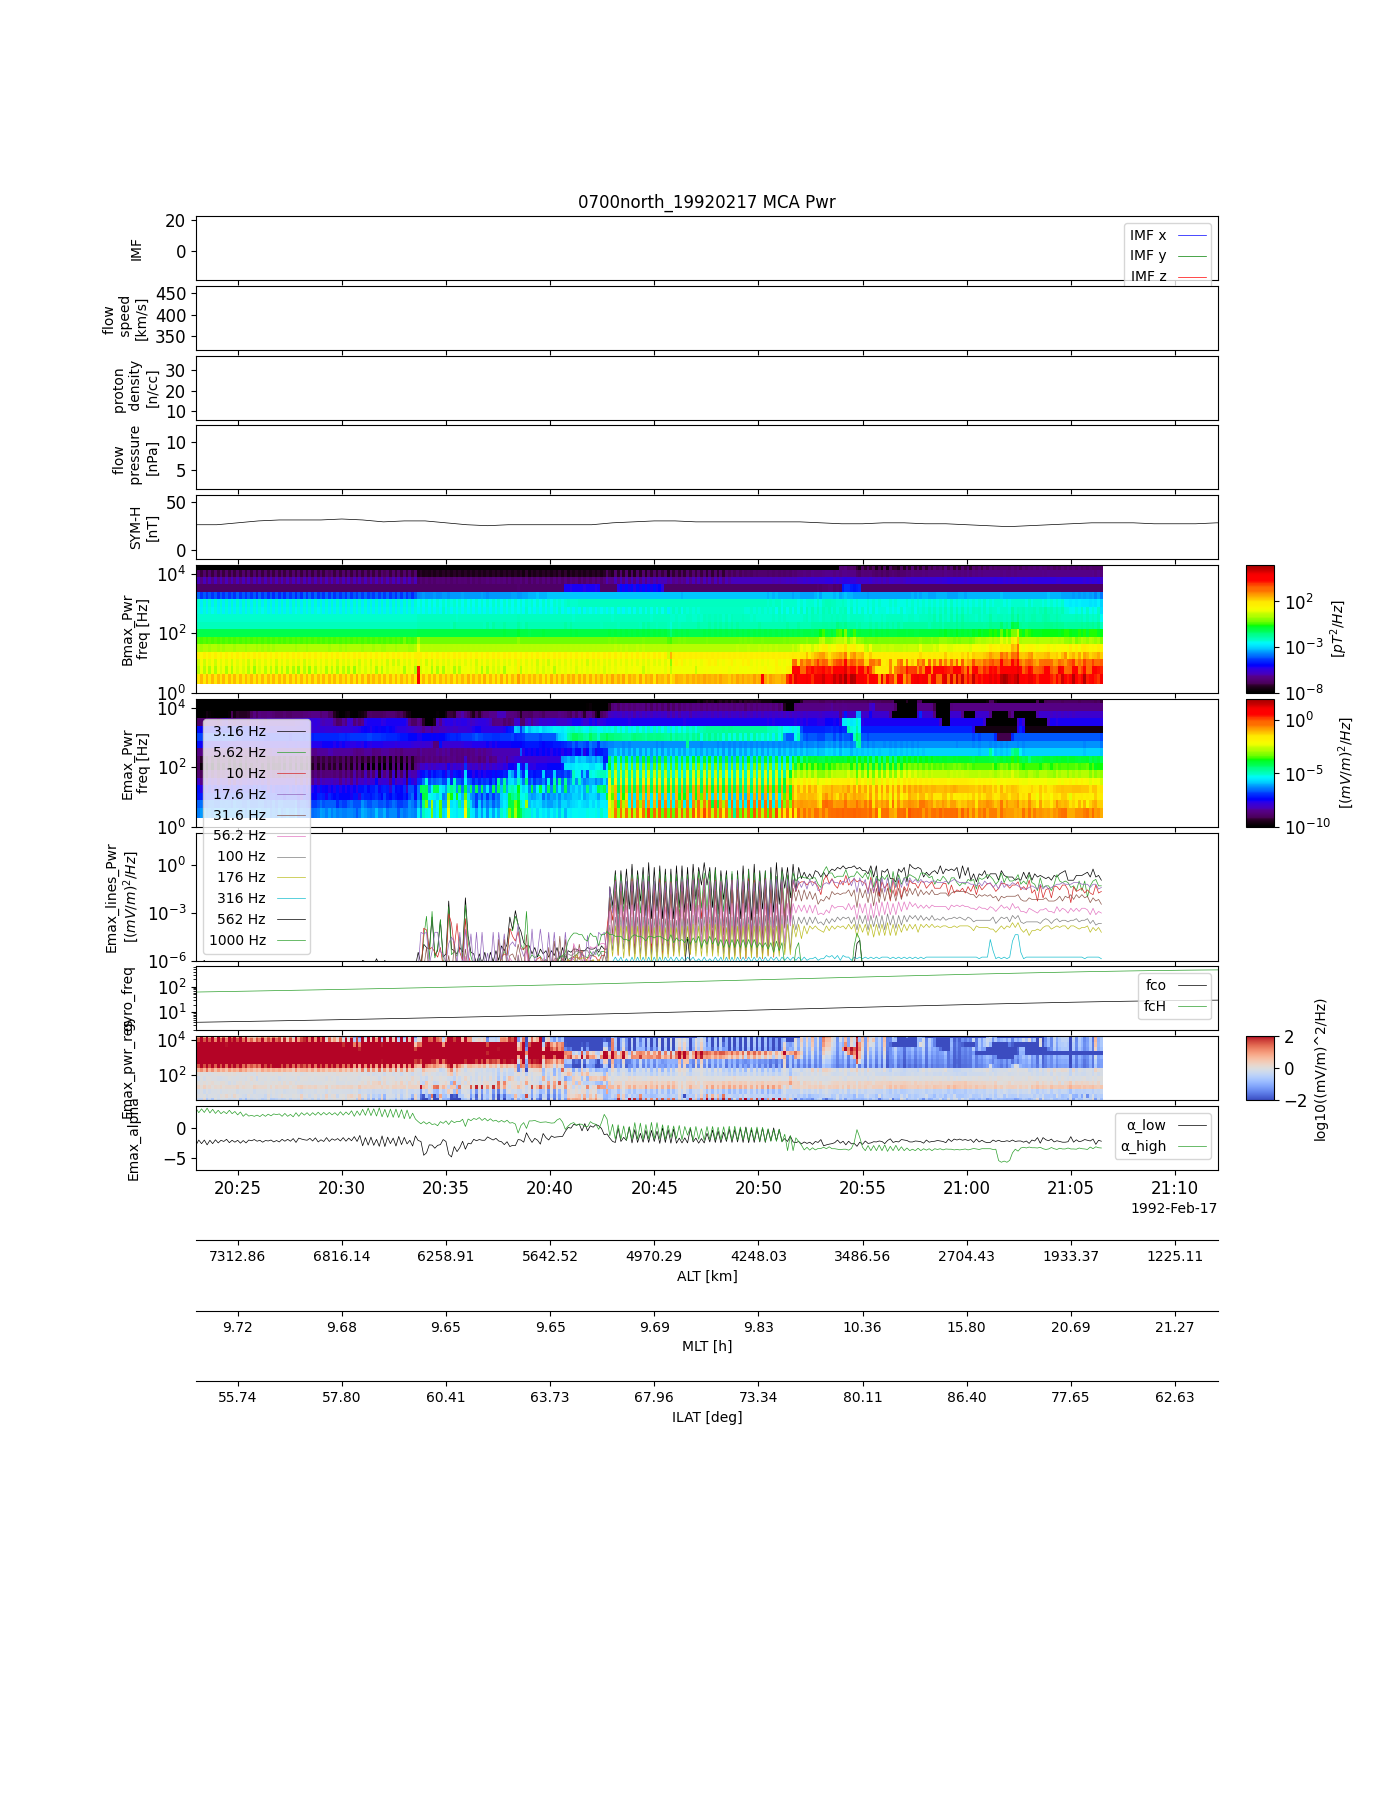 0700north_19920217 MCA Pwr
20
0
IMF
IMF x
IMF y
IMF z
450
400
350
flow
speed
[km/s]
30
20
10
proton
density
[n/cc]
10
5
flow
pressure
[nPa]
50
0
SYM-H
[nT]
10^4
10^2
10^0
Bmax_Pwr
freq [Hz]
10^2
10^-3
10^-8
[pT^2/Hz]
10^4
10^2
10^0
Emax_Pwr
freq [Hz]
10^0
10^-5
10^-10
[(mV/m)^2/Hz]
3.16 Hz
5.62 Hz
10 Hz
17.6 Hz
31.6 Hz
56.2 Hz
100 Hz
176 Hz
316 Hz
562 Hz
1000 Hz
10^0
10^-3
10^-6
Emax_lines_Pwr
[(mV/m)^2/Hz]
10^2
10^1
gyro_freq
fco
fcH
10^4
10^2
Emax_pwr_res
2
0
−2
log10((mV/m)^2/Hz)
0
−5
Emax_alpha
α_low
α_high
20:25 20:30 20:35 20:40 20:45 20:50 20:55 21:00 21:05 21:10
1992-Feb-17
7312.86 6816.14 6258.91 5642.52 4970.29 4248.03 3486.56 2704.43 1933.37 1225.11
ALT [km]
9.72 9.68 9.65 9.65 9.69 9.83 10.36 15.80 20.69 21.27
MLT [h]
55.74 57.80 60.41 63.73 67.96 73.34 80.11 86.40 77.65 62.63
ILAT [deg]